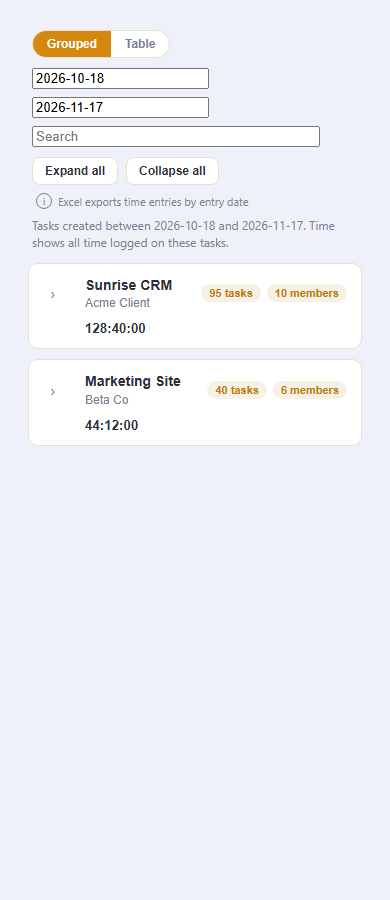 Grouped Table
2026-10-18
2026-11-17
Search
Expand all Collapse all
i Excel exports time entries by entry date
Tasks created between 2026-10-18 and 2026-11-17. Time
shows all time logged on these tasks.
› Sunrise CRM 95 tasks 10 members
Acme Client
128:40:00
› Marketing Site 40 tasks 6 members
Beta Co
44:12:00